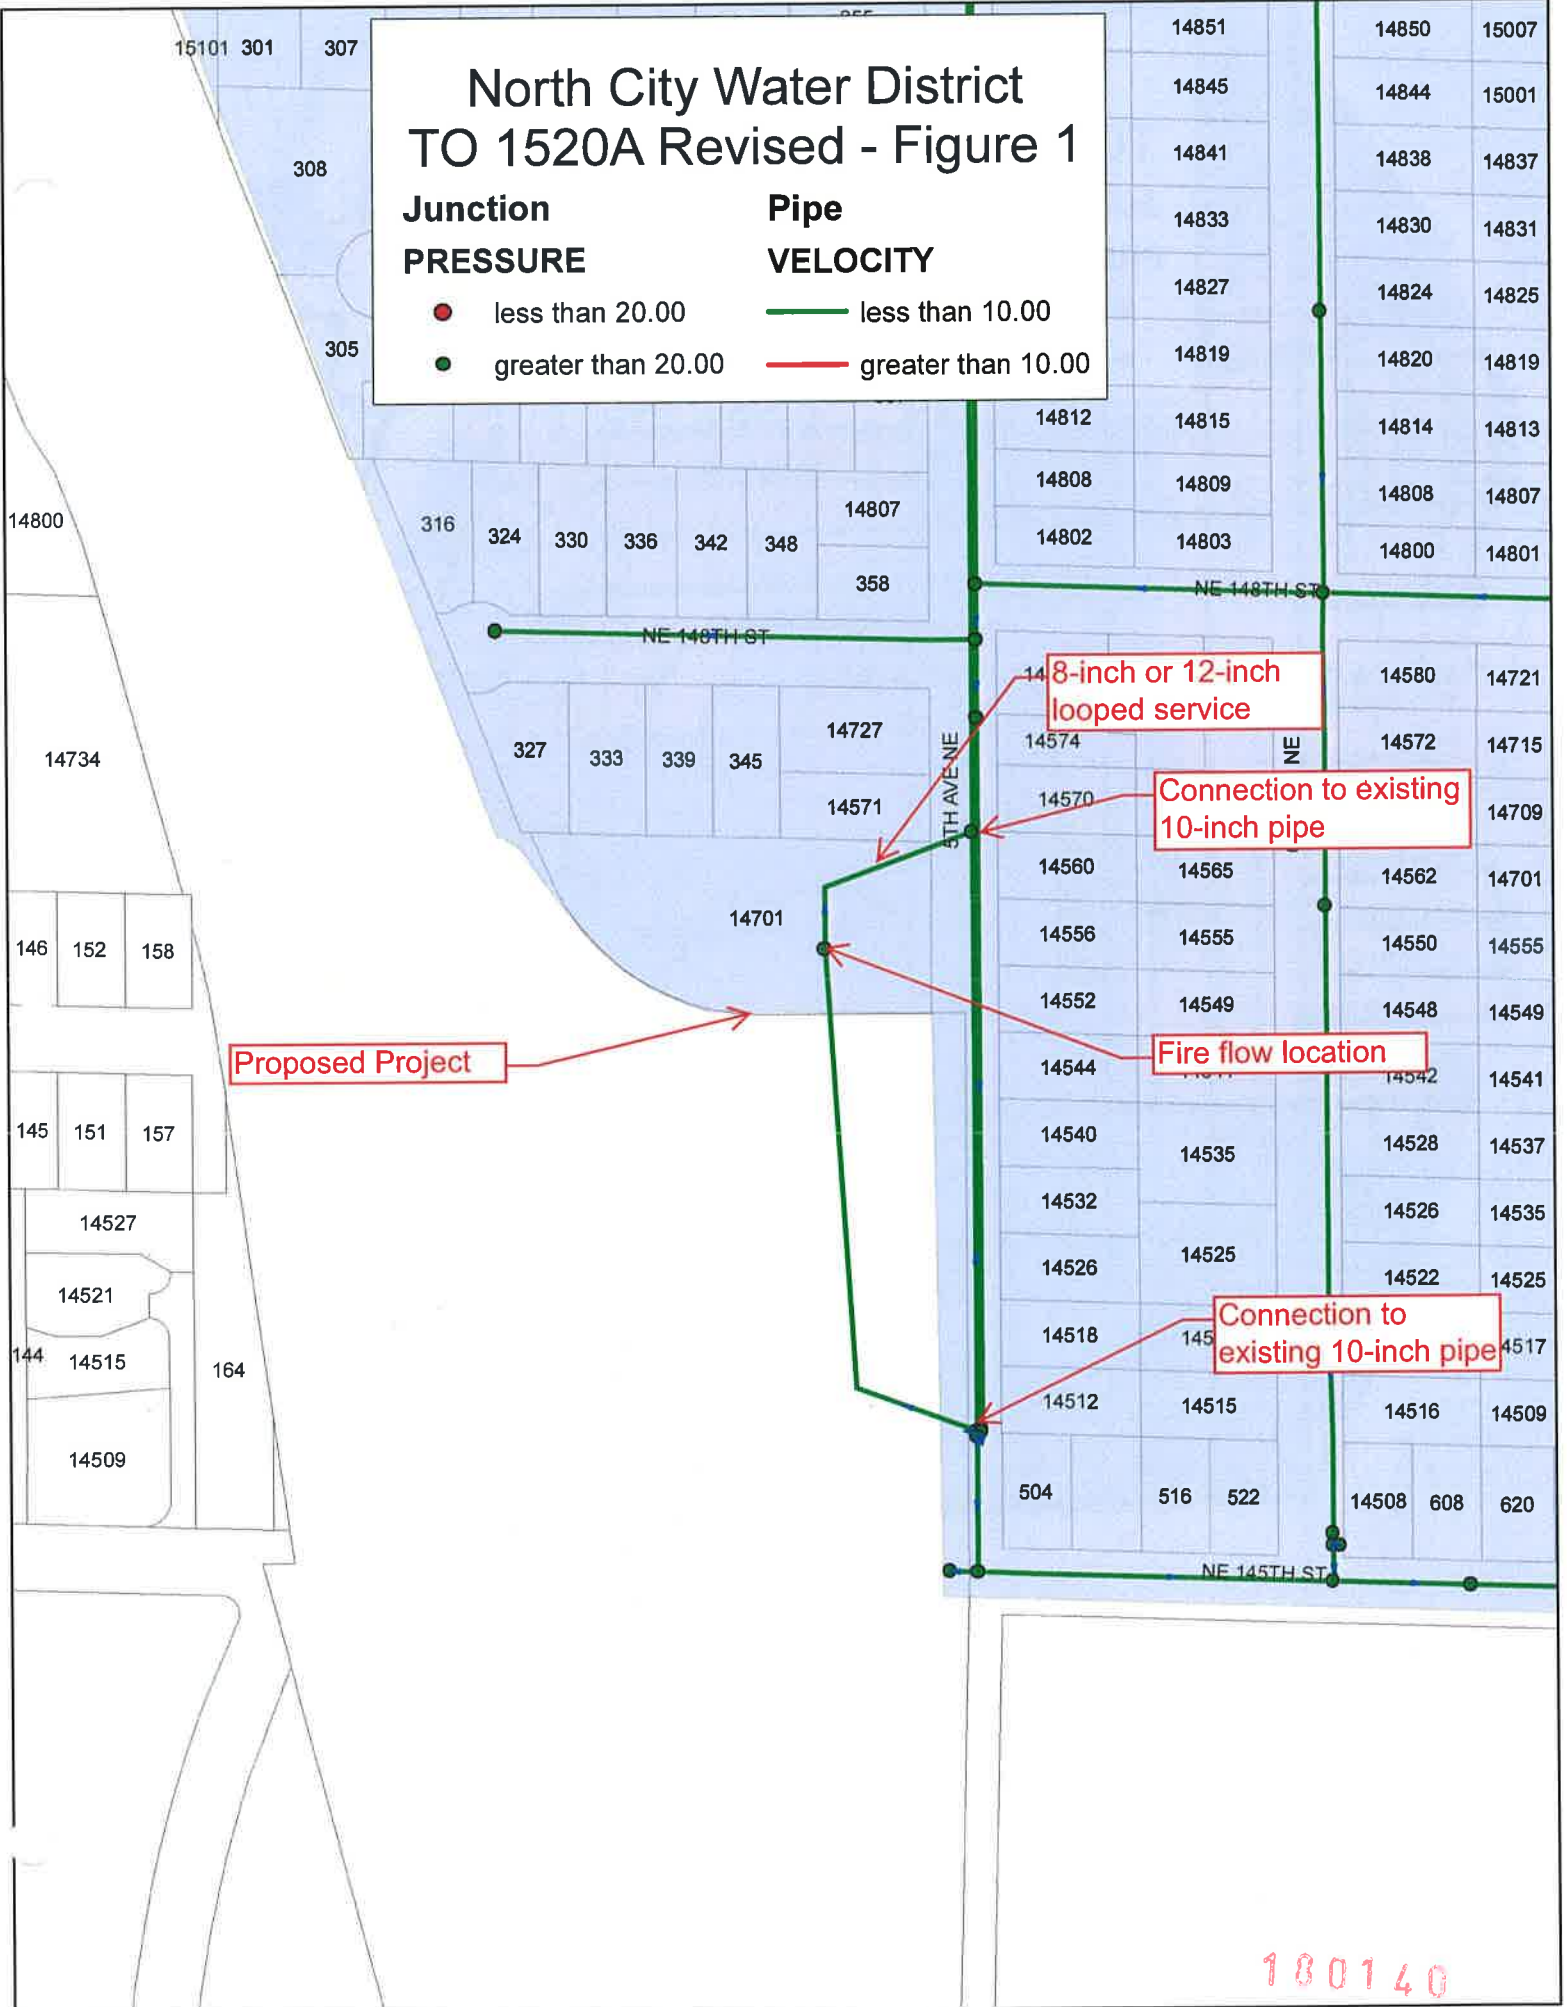 North City Water District
TO 1520A Revised - Figure 1
Junction Pipe
PRESSURE VELOCITY
less than 20.00 less than 10.00
greater than 20.00 greater than 10.00
15101 301 307
308
305
14851 14850 15007
14845 14844 15001
14841 14838 14837
14833 14830 14831
14827 14824 14825
14819 14820 14819
14812 14815 14814 14813
14808 14809 14808 14807
14802 14803 14800 14801
14800
316 324 330 336 342 348 14807
358
NE 148TH ST
NE 148TH ST
8-inch or 12-inch
looped service
14580 14721
14734
327 333 339 345 14727
14571
5TH AVE NE
14574
NE
14572 14715
14570
Connection to existing
10-inch pipe
14709
14560 14565 14562 14701
14701
14556 14555 14550 14555
146 152 158
14552 14549 14548 14549
Proposed Project
Fire flow location
14544 14542 14541
145 151 157
14540 14535 14528 14537
14532 14526 14535
14527
14526 14525 14522 14525
14521
Connection to
existing 10-inch pipe
14518 145 4517
144 14515 164
14512 14515 14516 14509
14509
504 516 522 14508 608 620
NE 145TH ST
180140